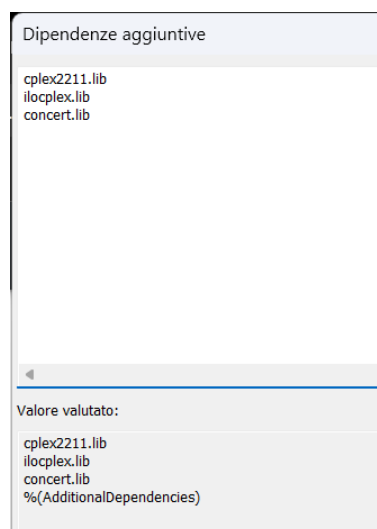 Dipendenze aggiuntive
cplex2211.lib
ilocplex.lib
concert.lib
Valore valutato:
cplex2211.lib
ilocplex.lib
concert.lib
%(AdditionalDependencies)